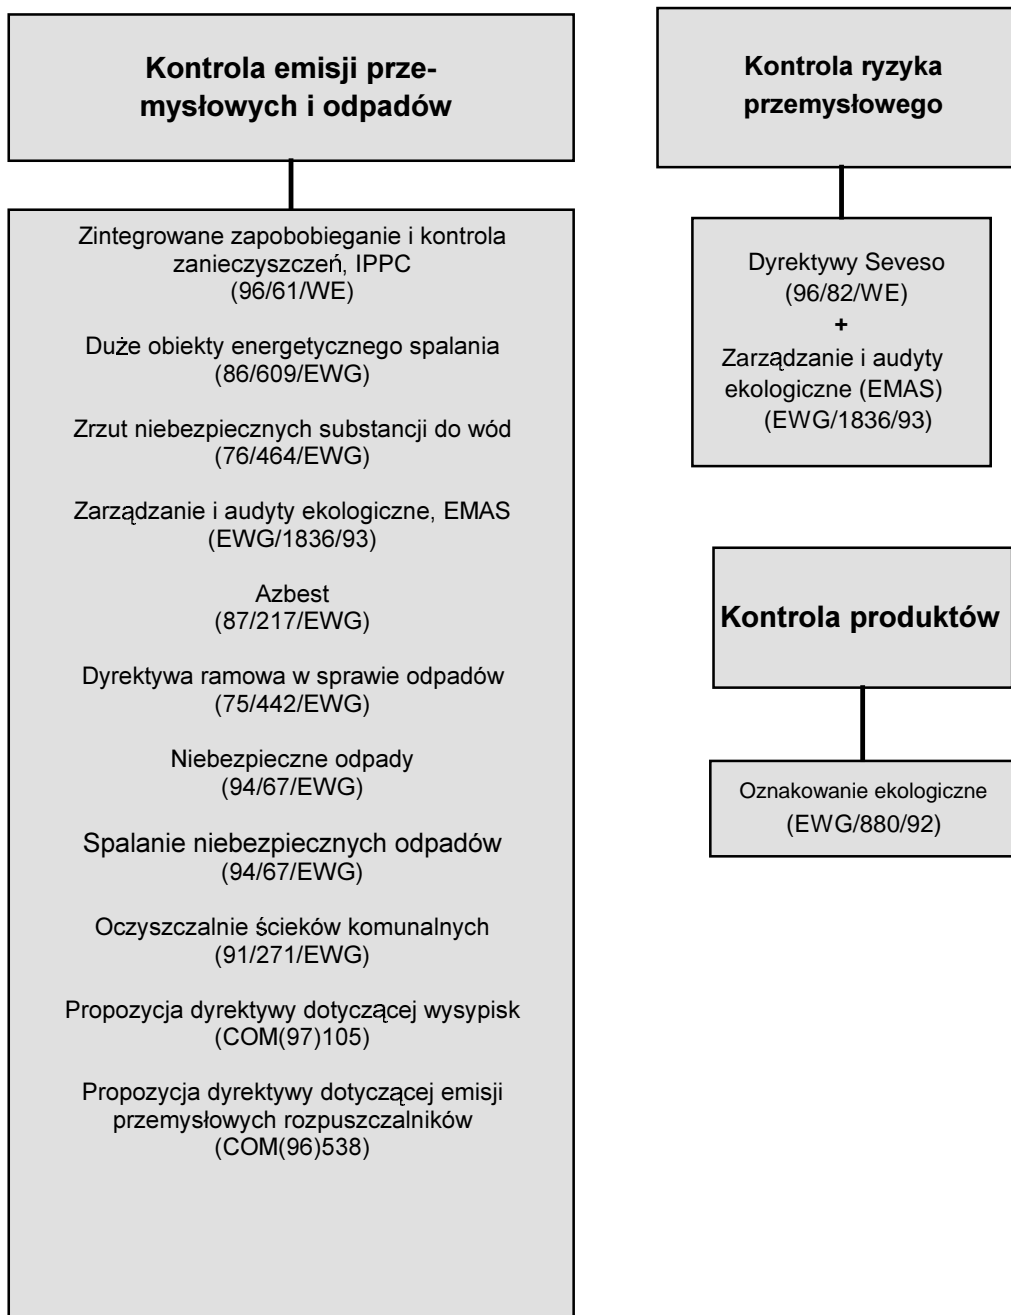 Kontrola emisji prze-
mysłowych i odpadów
Zintegrowane zapobobieganie i kontrola
zanieczyszczeń, IPPC
(96/61/WE)
Duże obiekty energetycznego spalania
(86/609/EWG)
Zrzut niebezpiecznych substancji do wód
(76/464/EWG)
Zarządzanie i audyty ekologiczne, EMAS
(EWG/1836/93)
Azbest
(87/217/EWG)
Dyrektywa ramowa w sprawie odpadów
(75/442/EWG)
Niebezpieczne odpady
(94/67/EWG)
Spalanie niebezpiecznych odpadów
(94/67/EWG)
Oczyszczalnie ścieków komunalnych
(91/271/EWG)
Propozycja dyrektywy dotyczącej wysypisk
(COM(97)105)
Propozycja dyrektywy dotyczącej emisji
przemysłowych rozpuszczalników
(COM(96)538)
Kontrola ryzyka
przemysłowego
Dyrektywy Seveso
(96/82/WE)
+
Zarządzanie i audyty
ekologiczne (EMAS)
(EWG/1836/93)
Kontrola produktów
Oznakowanie ekologiczne
(EWG/880/92)